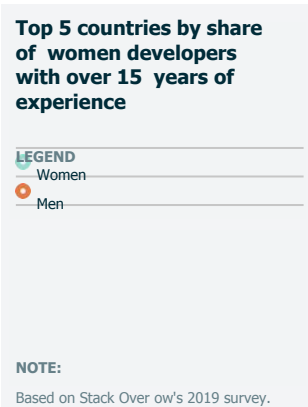 Top 5 countries by share
of women developers
with over 15 years of
experience
LEGEND
Women
Men
NOTE:
Based on Stack Over ow's 2019 survey.